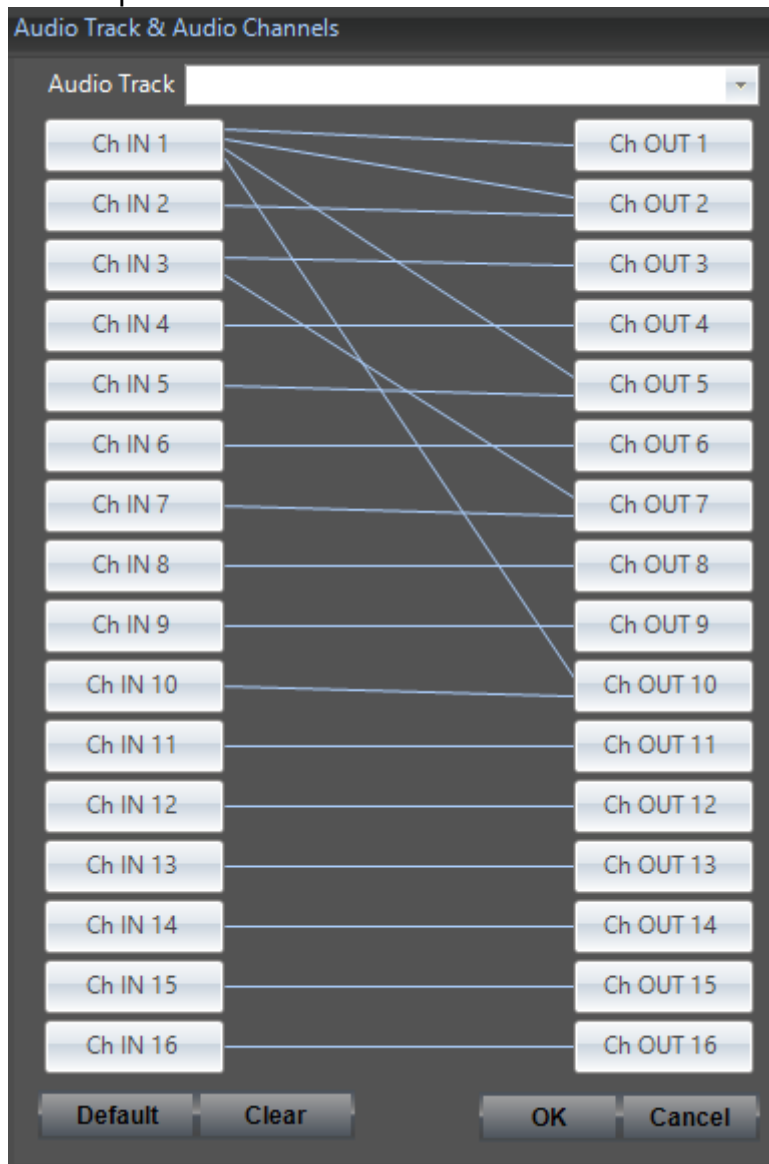 Audio Track & Audio Channels
Audio Track
Ch IN 1 Ch OUT 1
Ch IN 2 Ch OUT 2
Ch IN 3 Ch OUT 3
Ch IN 4 Ch OUT 4
Ch IN 5 Ch OUT 5
Ch IN 6 Ch OUT 6
Ch IN 7 Ch OUT 7
Ch IN 8 Ch OUT 8
Ch IN 9 Ch OUT 9
Ch IN 10 Ch OUT 10
Ch IN 11 Ch OUT 11
Ch IN 12 Ch OUT 12
Ch IN 13 Ch OUT 13
Ch IN 14 Ch OUT 14
Ch IN 15 Ch OUT 15
Ch IN 16 Ch OUT 16
Default Clear OK Cancel